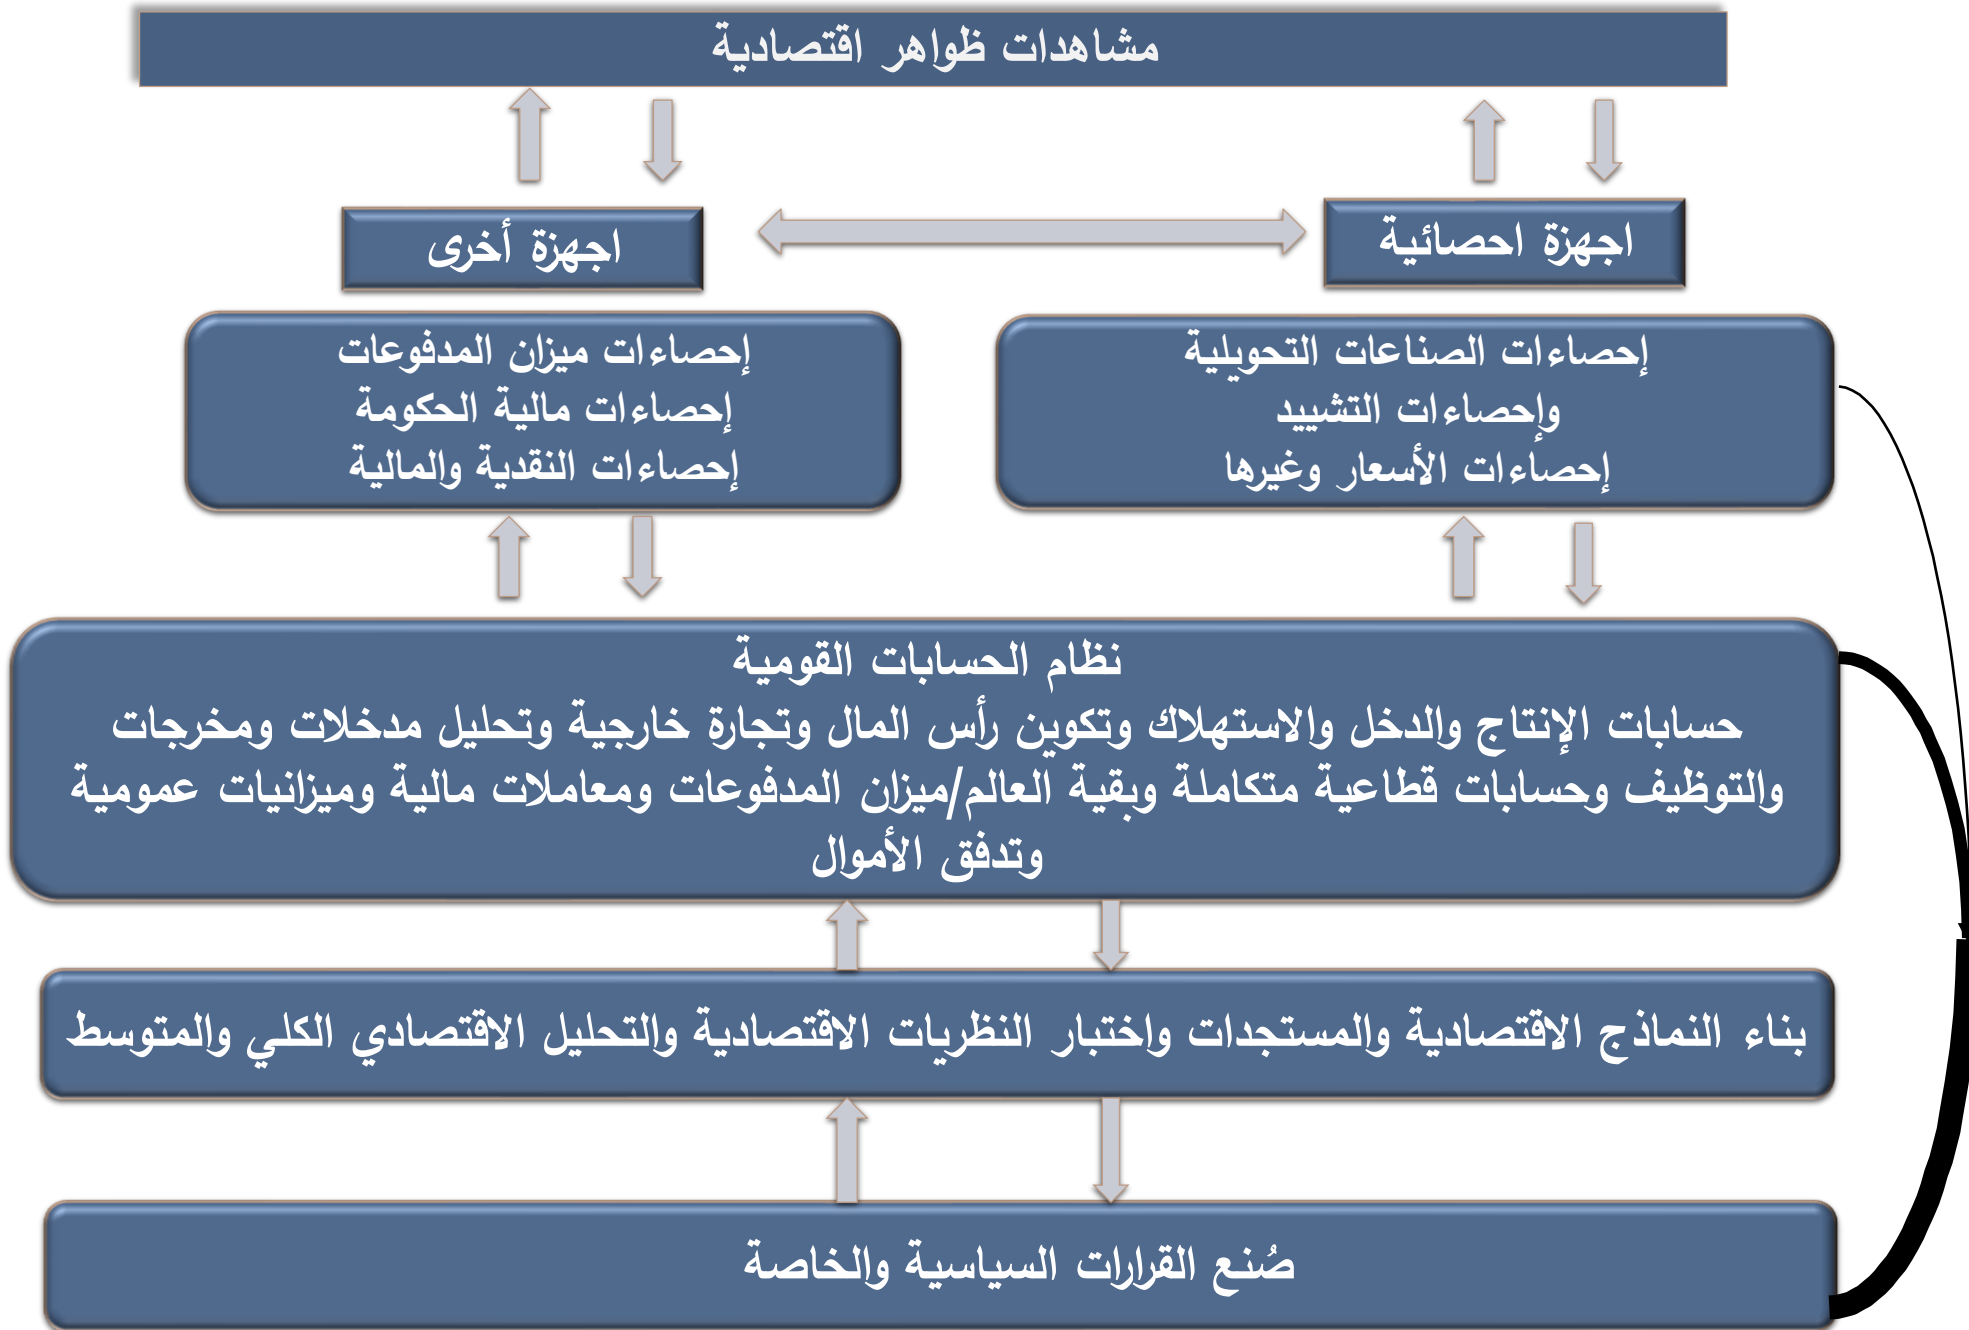 مشاهدات ظواهر اقتصادية
اجهزة احصائية
اجهزة أخرى
إحصاءات الصناعات التحويلية
وإحصاءات التشييد
إحصاءات الأسعار وغيرها
إحصاءات ميزان المدفوعات
إحصاءات مالية الحكومة
إحصاءات النقدية والمالية
نظام الحسابات القومية
حسابات الإنتاج والدخل والاستهلاك وتكوين رأس المال وتجارة خارجية وتحليل مدخلات ومخرجات
والتوظيف وحسابات قطاعية متكاملة وبقية العالم/ميزان المدفوعات ومعاملات مالية وميزانيات عمومية
وتدفق الأموال
بناء النماذج الاقتصادية والمستجدات واختبار النظريات الاقتصادية والتحليل الاقتصادي الكلي والمتوسط
صُنع القرارات السياسية والخاصة